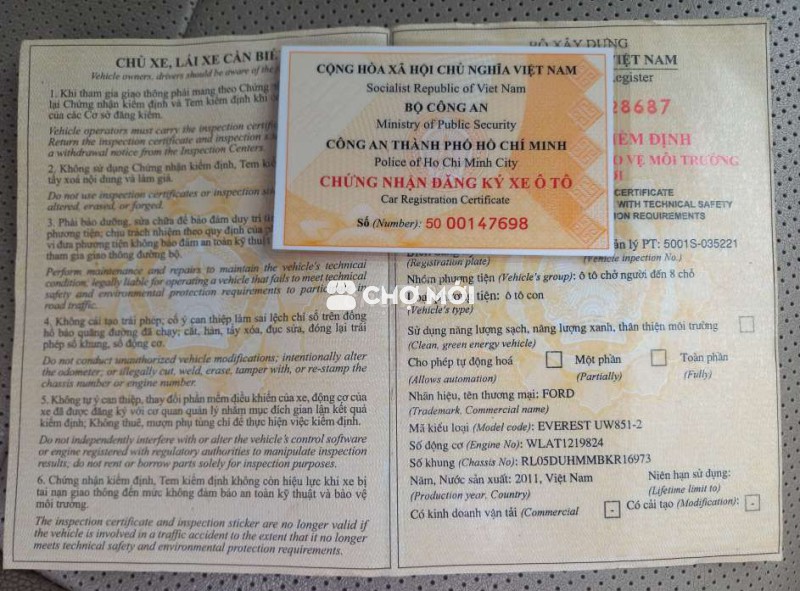 CHỦ XE, LÁI XE CẦN BIẾ
Vehicle owners, drivers should be aware of the
1. Khi tham gia giao thông phải mang theo Chứng
lại Chứng nhận kiểm định và Tem kiểm định khi có
của các Cơ sở đăng kiểm.
Vehicle operators must carry the inspection certific
Return the inspection certificate and inspection s
a withdrawal notice from the Inspection Centers.
2. Không sử dụng Chứng nhận kiểm định, Tem kiể
tẩy xoá nội dung và làm giả.
Do not use inspection certificates or inspection stic
altered, erased, or forged.
3. Phải bảo dưỡng, sửa chữa để bảo đảm duy trì tìn
phương tiện; chịu trách nhiệm theo quy định của p
vì đưa phương tiện không bảo đảm an toàn kỹ thuật
tham gia giao thông đường bộ.
Perform maintenance and repairs to maintain the vehicle's technical
condition; legally liable for operating a vehicle that fails to meet technical
safety and environmental protection requirements to participate in
road traffic.
4. Không cải tạo trái phép; cố ý can thiệp làm sai lệch chỉ số trên đồng
hồ báo quãng đường đã chạy; cắt, hàn, tẩy xóa, đục sửa, đóng lại trái
phép số khung, số động cơ.
Do not conduct unauthorized vehicle modifications; intentionally alter
the odometer; or illegally cut, weld, erase, tamper with, or re-stamp the
chassis number or engine number.
5. Không tự ý can thiệp, thay đổi phần mềm điều khiển của xe, động cơ của
xe đã được đăng ký với cơ quan quản lý nhằm mục đích gian lận kết quả
kiểm định; Không thuê, mượn phụ tùng chỉ để thực hiện việc kiểm định.
Do not independently interfere with or alter the vehicle's control software
or engine registered with regulatory authorities to manipulate inspection
results; do not rent or borrow parts solely for inspection purposes.
6. Chứng nhận kiểm định, Tem kiểm định không còn hiệu lực khi xe bị
tai nạn giao thông đến mức không đảm bảo an toàn kỹ thuật và bảo vệ
môi trường.
The inspection certificate and inspection sticker are no longer valid if
the vehicle is involved in a traffic accident to the extent that it no longer
meets technical safety and environmental protection requirements.
CỘNG HÒA XÃ HỘI CHỦ NGHĨA VIỆT NAM
Socialist Republic of Viet Nam
BỘ CÔNG AN
Ministry of Public Security
CÔNG AN THÀNH PHỐ HỒ CHÍ MINH
Police of Ho Chi Minh City
CHỨNG NHẬN ĐĂNG KÝ XE Ô TÔ
Car Registration Certificate
Số (Number): 50 00147698
BỘ XÂY DỰNG
VIỆT NAM
egister
28687
IỂM ĐỊNH
O VỆ MÔI TRƯỜNG
ỚI
CERTIFICATE
WITH TECHNICAL SAFETY
ION REQUIREMENTS
n lý PT: 5001S-035221
(Registration plate) (Vehicle inspection No.)
Nhóm phương tiện (Vehicle's group): ô tô chở người đến 8 chỗ
tiện: ô tô con
(Vehicle's type)
CHỢ MỚI
Sử dụng năng lượng sạch, năng lượng xanh, thân thiện môi trường
(Clean, green energy vehicle)
Cho phép tự động hoá Một phần Toàn phần
(Allows automation) (Partially) (Fully)
Nhãn hiệu, tên thương mại: FORD
(Trademark, Commercial name)
Mã kiểu loại (Model code): EVEREST UW851-2
Số động cơ (Engine No): WLAT1219824
Số khung (Chassis No): RL05DUHMMBKR16973
Năm, Nước sản xuất: 2011, Việt Nam Niên hạn sử dụng:
(Production year, Country) (Lifetime limit to)
Có kinh doanh vận tải (Commercial - Có cải tạo (Modification): -